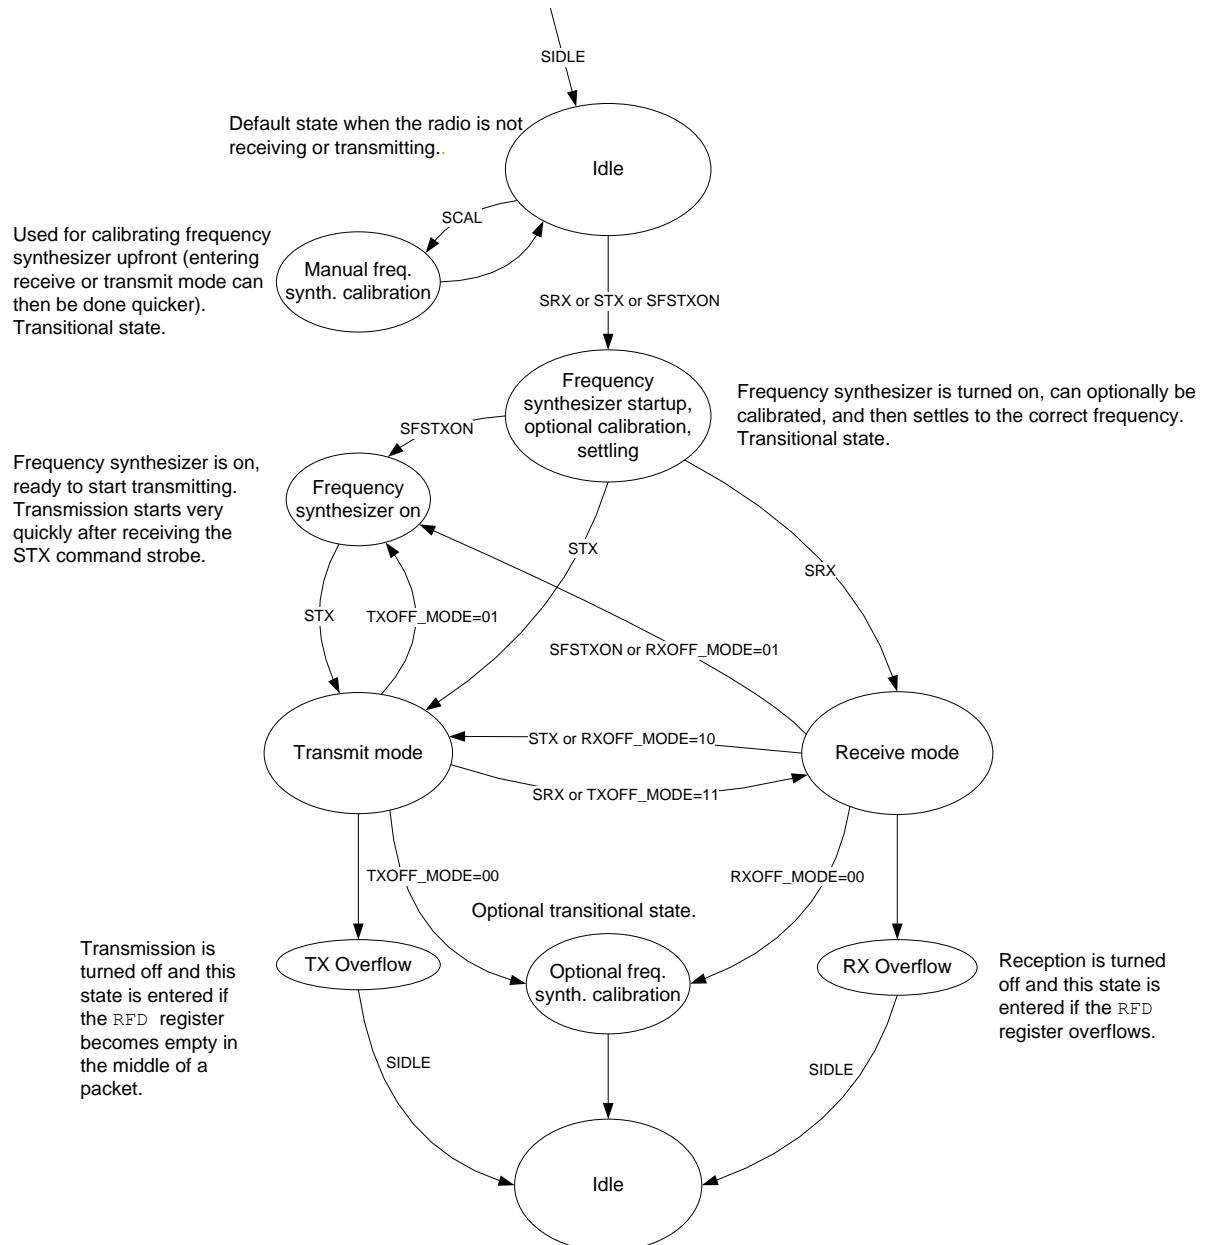 SIDLE
Default state when the radio is not
receiving or transmitting..
Idle
SCAL
Used for calibrating frequency
synthesizer upfront (entering
receive or transmit mode can
then be done quicker).
Transitional state.
Manual freq.
synth. calibration
SRX or STX or SFSTXON
Frequency
synthesizer startup,
optional calibration,
settling
Frequency synthesizer is turned on, can optionally be
calibrated, and then settles to the correct frequency.
Transitional state.
SFSTXON
Frequency synthesizer is on,
ready to start transmitting.
Transmission starts very
quickly after receiving the
STX command strobe.
Frequency
synthesizer on
STX
SRX
STX
TXOFF_MODE=01
SFSTXON or RXOFF_MODE=01
Transmit mode
STX or RXOFF_MODE=10
Receive mode
SRX or TXOFF_MODE=11
TXOFF_MODE=00
RXOFF_MODE=00
Optional transitional state.
Transmission is
turned off and this
state is entered if
the RFD register
becomes empty in
the middle of a
packet.
TX Overflow
Optional freq.
synth. calibration
RX Overflow
Reception is turned
off and this state is
entered if the RFD
register overflows.
SIDLE
SIDLE
Idle